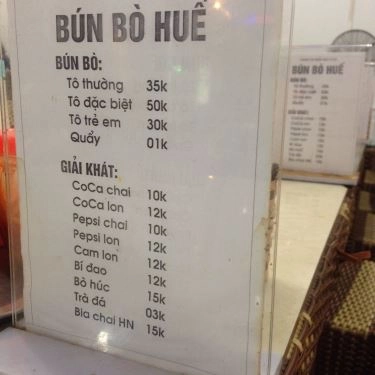 BÚN BÒ HUẾ
BÚN BÒ:
Tô thường 35k
Tô đặc biệt 50k
Tô trẻ em 30k
Quẩy 01k
GIẢI KHÁT:
CoCa chai 10k
CoCa lon 12k
Pepsi chai 10k
Pepsi lon 12k
Cam lon 12k
Bí đao 12k
Bò húc 15k
Trà đá 03k
Bia chai HN 15k
BÚN BÒ HUẾ
BÚN BÒ: